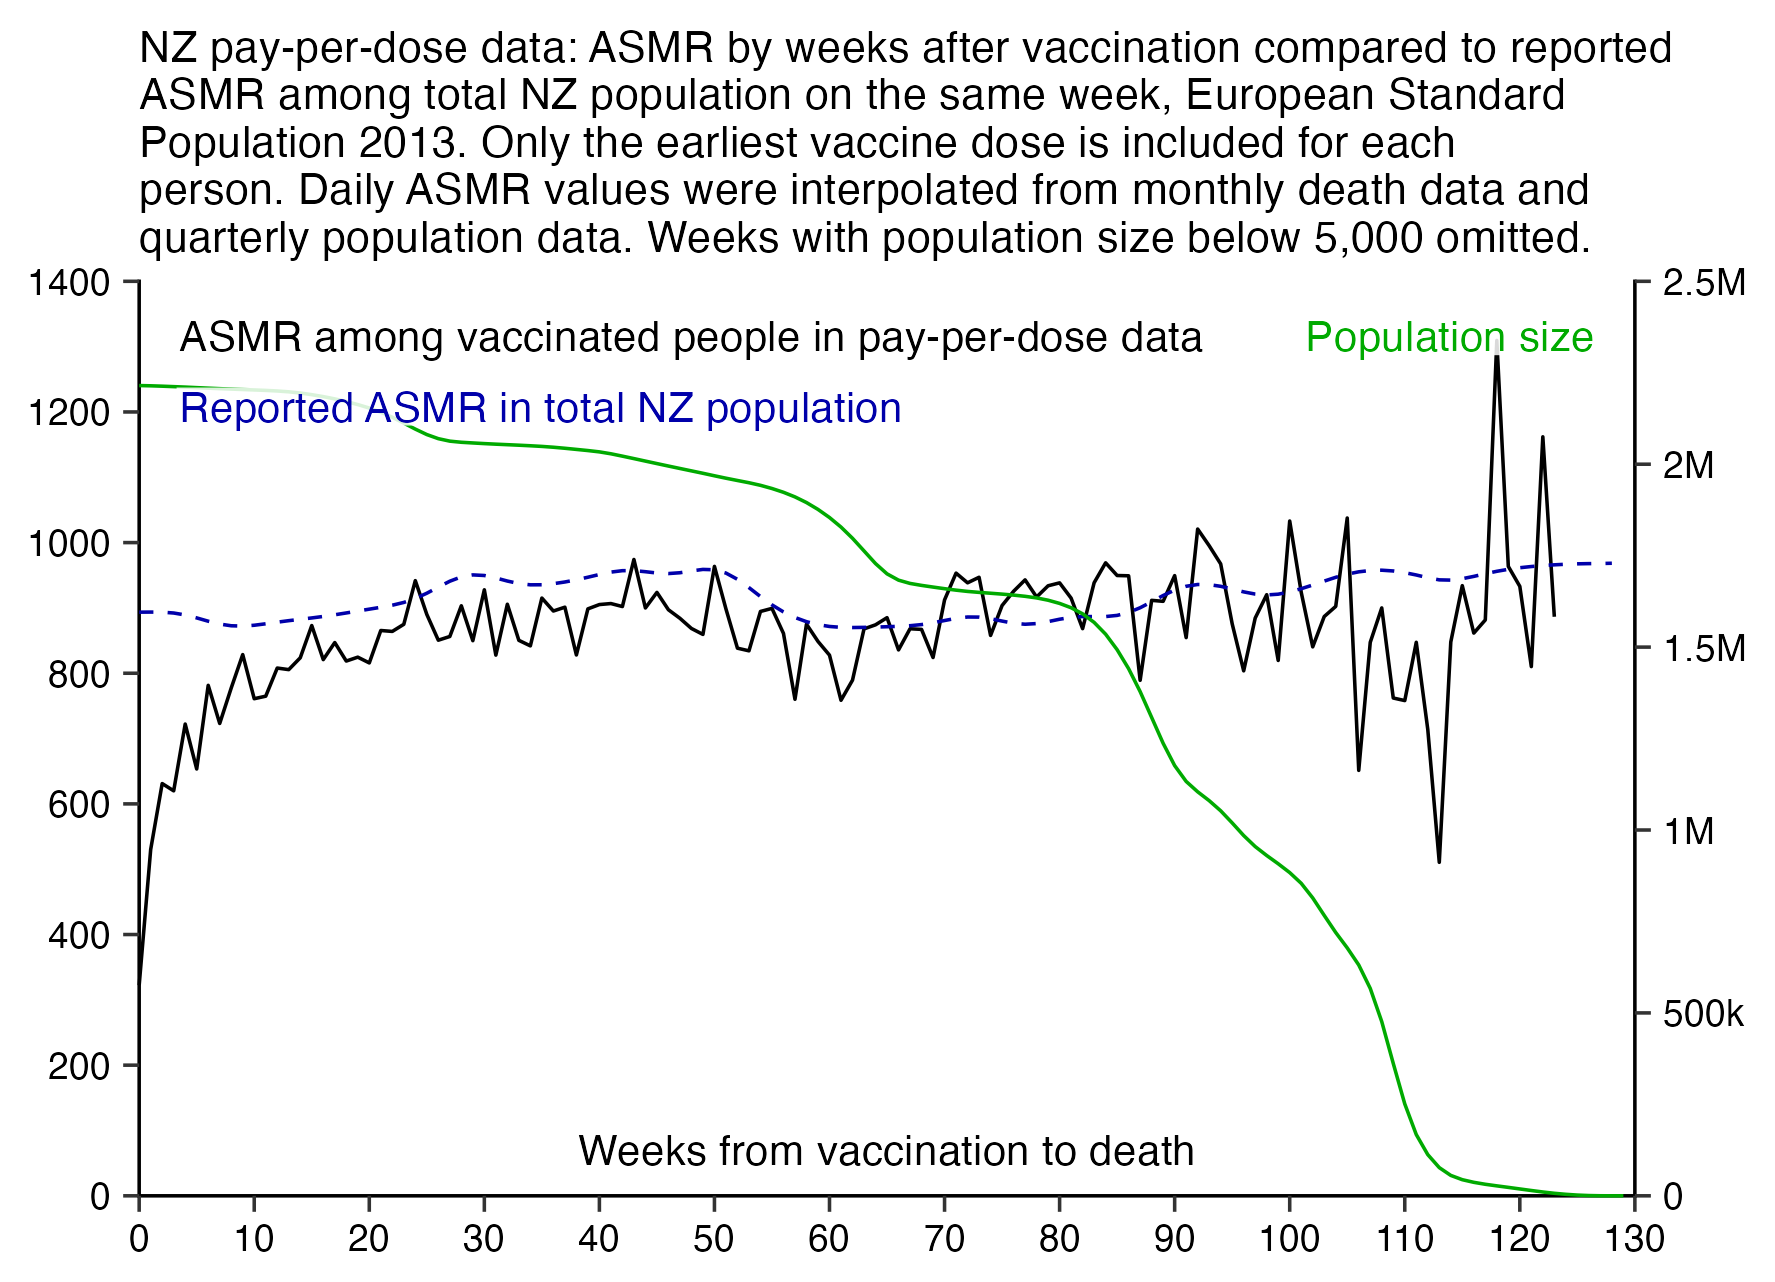 NZ pay-per-dose data: ASMR by weeks after vaccination compared to reported
ASMR among total NZ population on the same week, European Standard
Population 2013. Only the earliest vaccine dose is included for each
person. Daily ASMR values were interpolated from monthly death data and
quarterly population data. Weeks with population size below 5,000 omitted.
1400
2.5M
ASMR among vaccinated people in pay-per-dose data
Population size
1200
Reported ASMR in total NZ population
2M
1000
1.5M
800
1M
600
400
500k
200
Weeks from vaccination to death
0
0
0 10 20 30 40 50 60 70 80 90 100 110 120 130